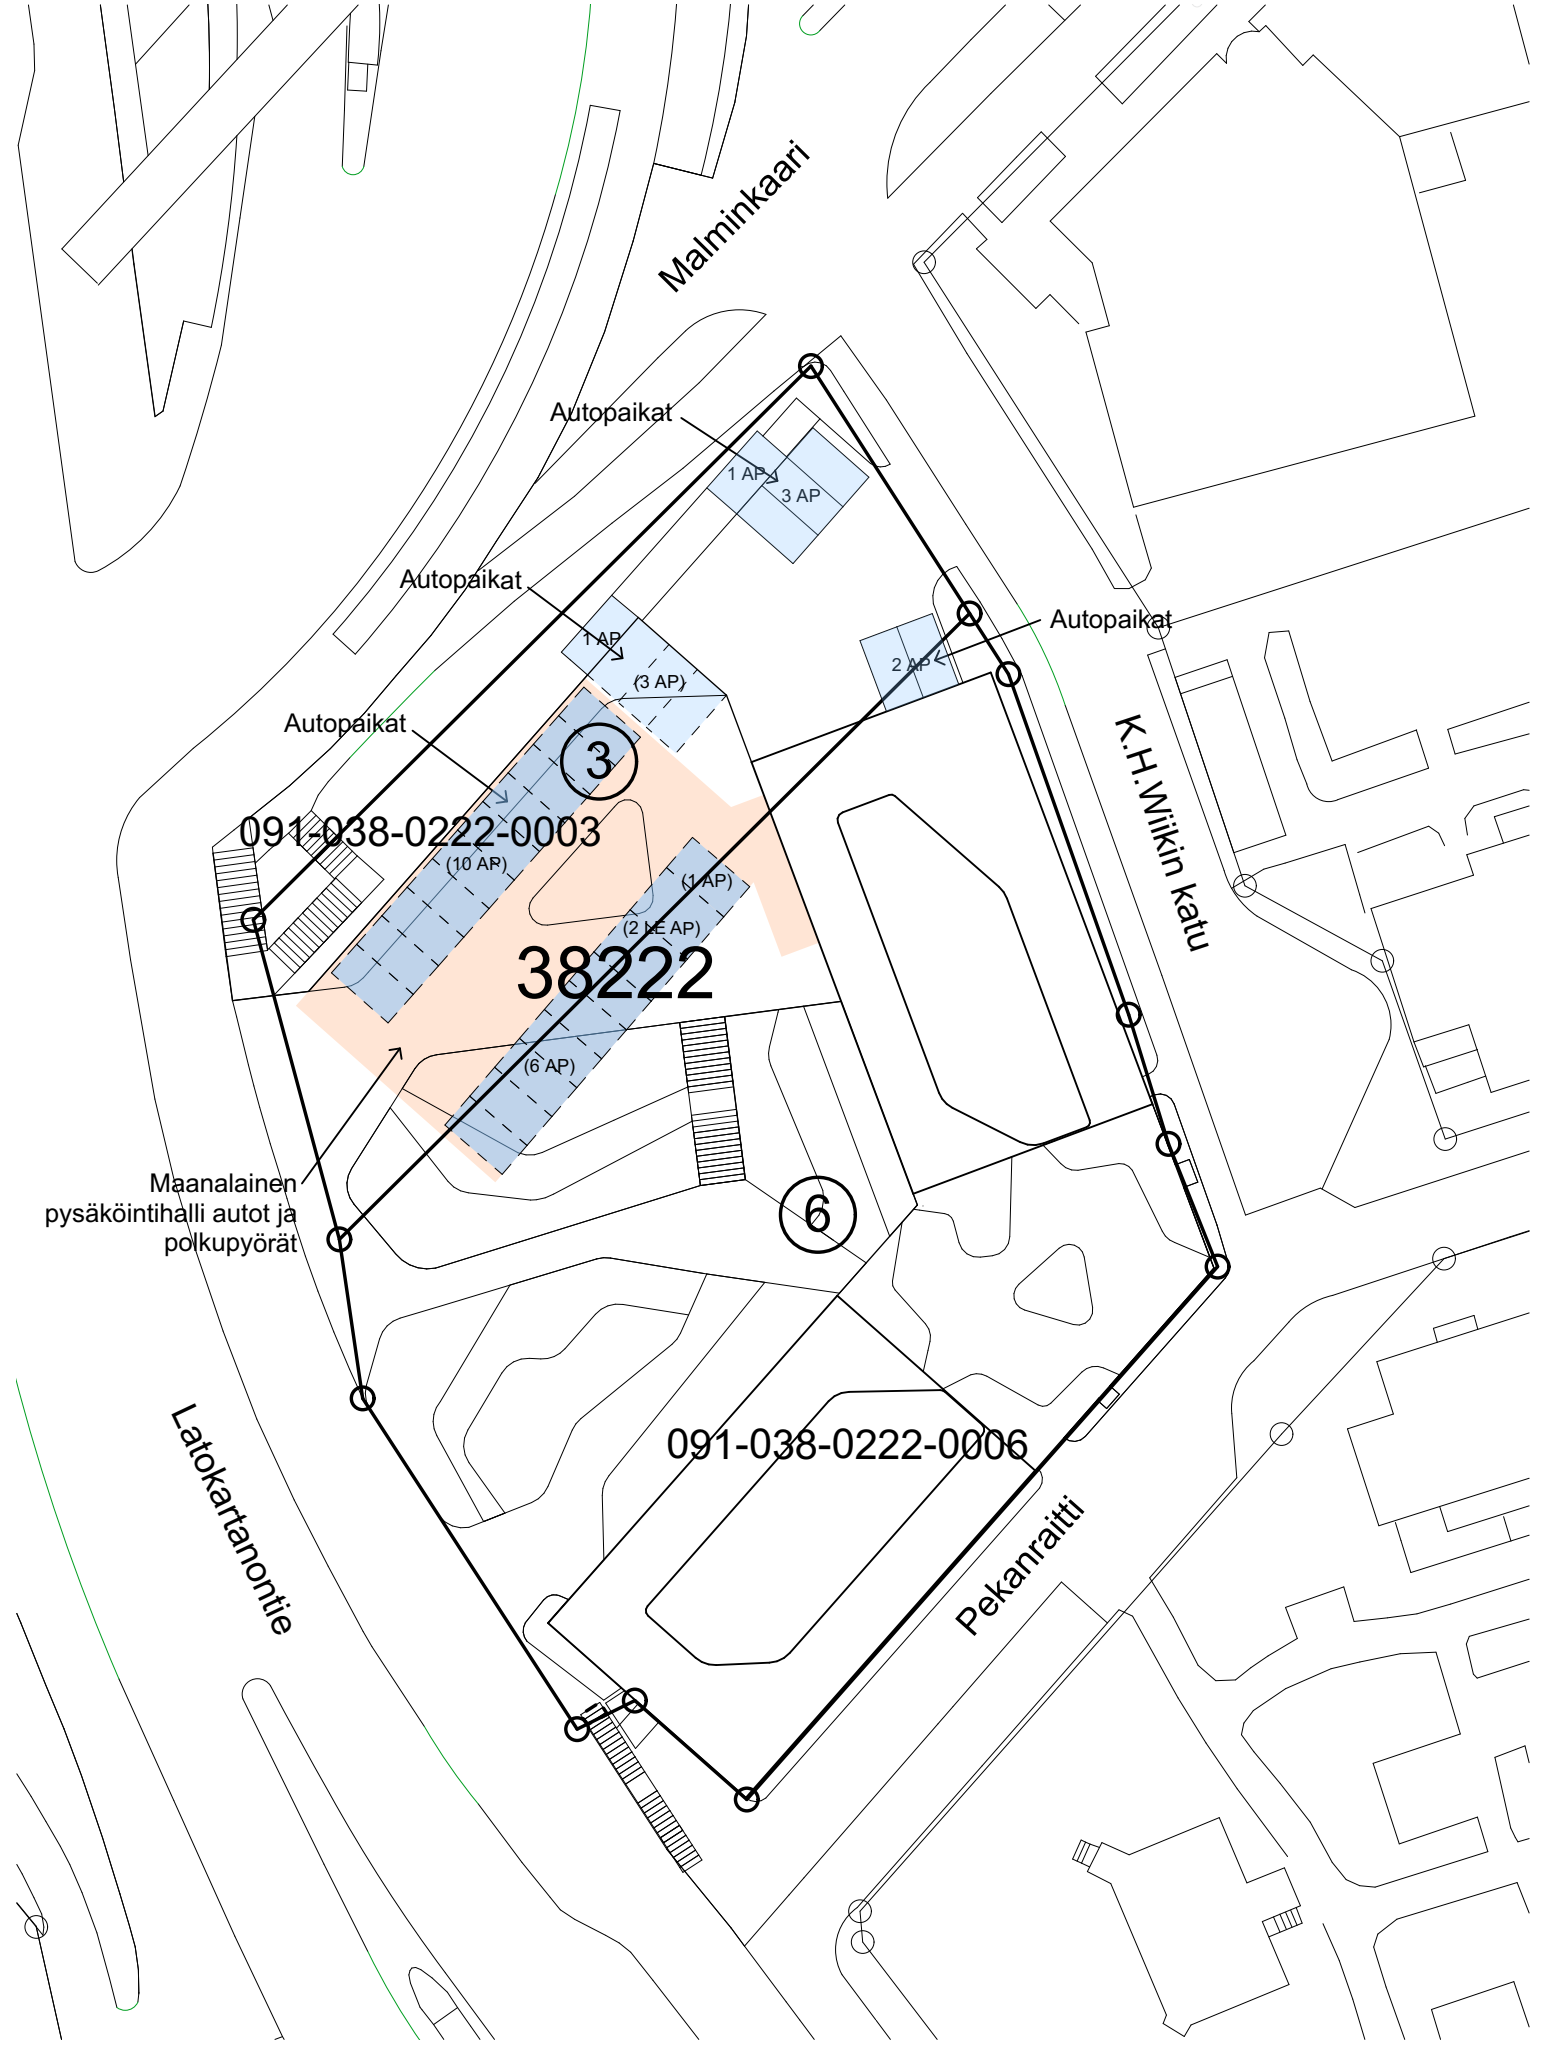 Malminkaari
Autopaikat
1 AP
3 AP
Autopaikat
1 AP
(3 AP)
Autopaikat
2 AP
Autopaikat
3
091-038-0222-0003
(10 AP)
(1 AP)
(2 LE AP)
38222
(6 AP)
K.H.Wiikin katu
Maanalainen
pysäköintihalli autot ja
polkupyörät
6
091-038-0222-0006
Latokartanontie
Pekanraitti